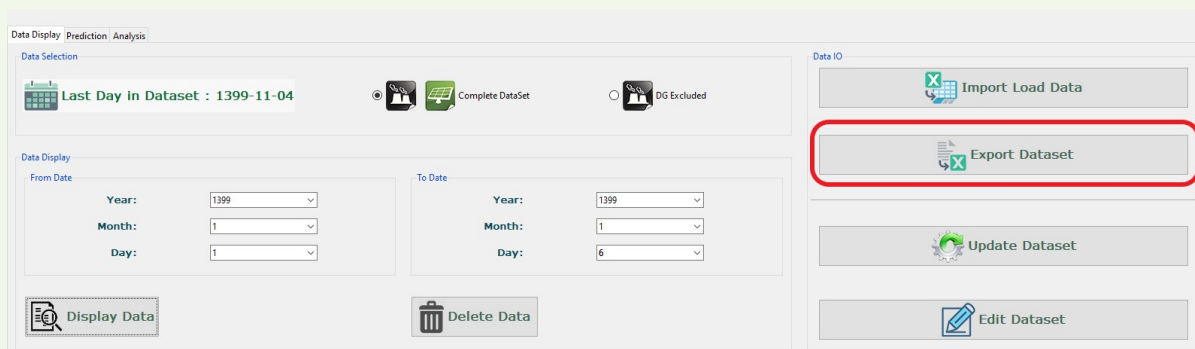 Data Display Prediction Analysis
Data Selection
Last Day in Dataset : 1399-11-04
Complete DataSet
DG Excluded
Data Display
From Date
Year: 1399
Month: 1
Day: 1
To Date
Year: 1399
Month: 1
Day: 6
Display Data
Delete Data
Data IO
Import Load Data
Export Dataset
Update Dataset
Edit Dataset